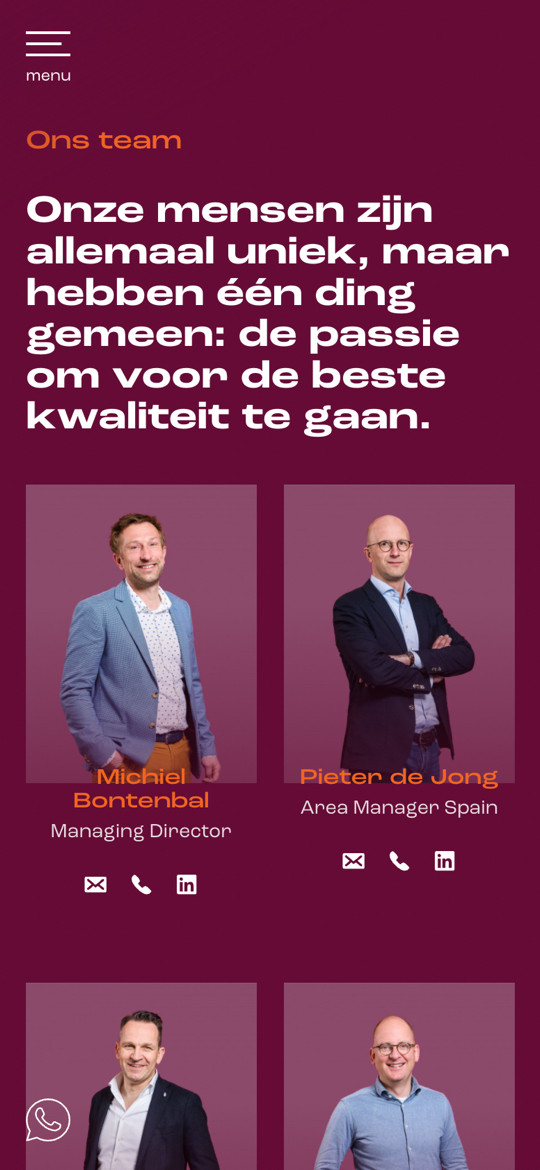 menu
Ons team
Onze mensen zijn
allemaal uniek, maar
hebben één ding
gemeen: de passie
om voor de beste
kwaliteit te gaan.
Michiel
Bontenbal
Managing Director
Pieter de Jong
Area Manager Spain